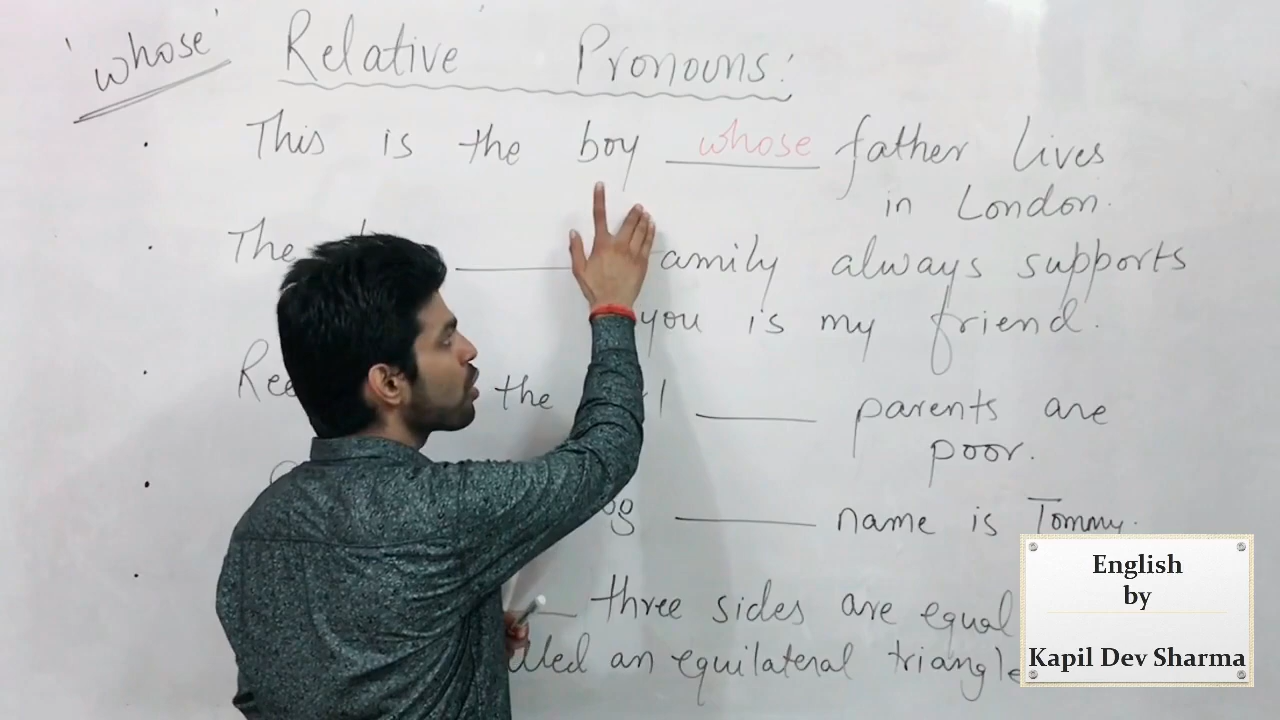 'whose' Relative Pronouns:
This is the boy whose father lives
in London.
The family always supports
you is my friend.
the parents are
poor.
name is Tommy.
three sides are equal
an equilateral triangle
English
by
Kapil Dev Sharma